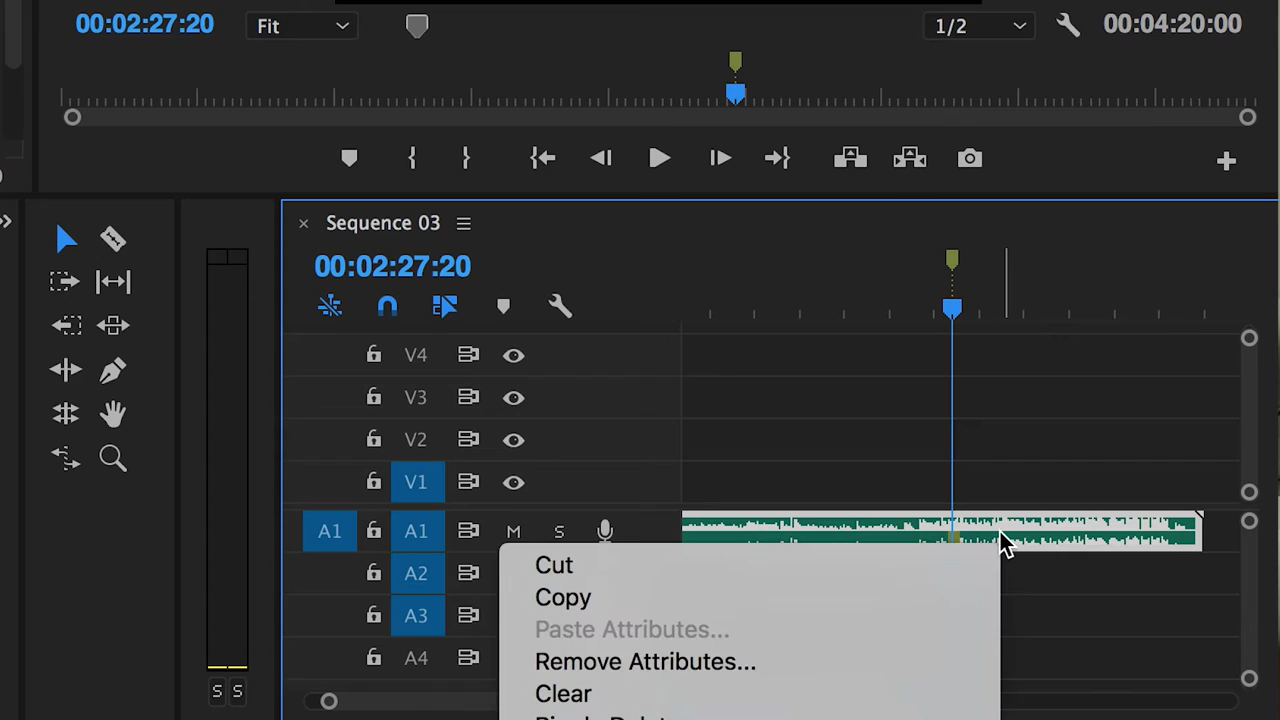 00:02:27:20 Fit 1/2 00:04:20:00
Sequence 03
00:02:27:20
V4
V3
V2
V1
A1 A1 M S
A2
A3
A4
S S
Cut
Copy
Paste Attributes...
Remove Attributes...
Clear